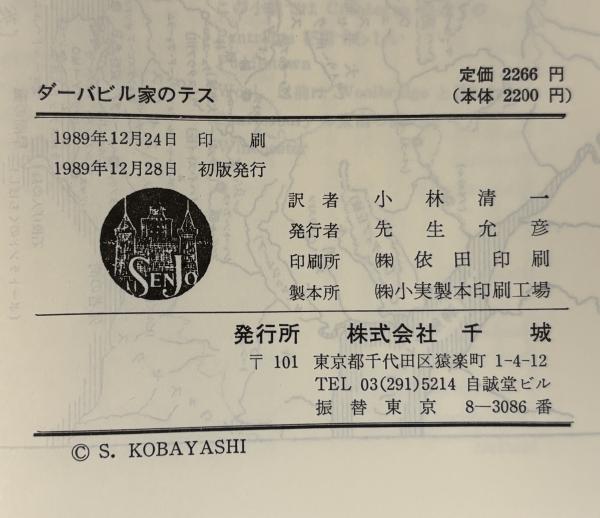 ダーバビル家のテス
定価 2266 円
(本体 2200 円)
1989年12月24日 印 刷
1989年12月28日 初版発行
訳 者 小 林 清 一
発行者 先 生 允 彦
印刷所 ㈱ 依 田 印 刷
製本所 ㈱小実製本印刷工場
SENJO
発行所 株式会社 千 城
〒101 東京都千代田区猿楽町 1-4-12
TEL 03(291)5214 自誠堂ビル
振 替 東 京 8—3086 番
© S. KOBAYASHI